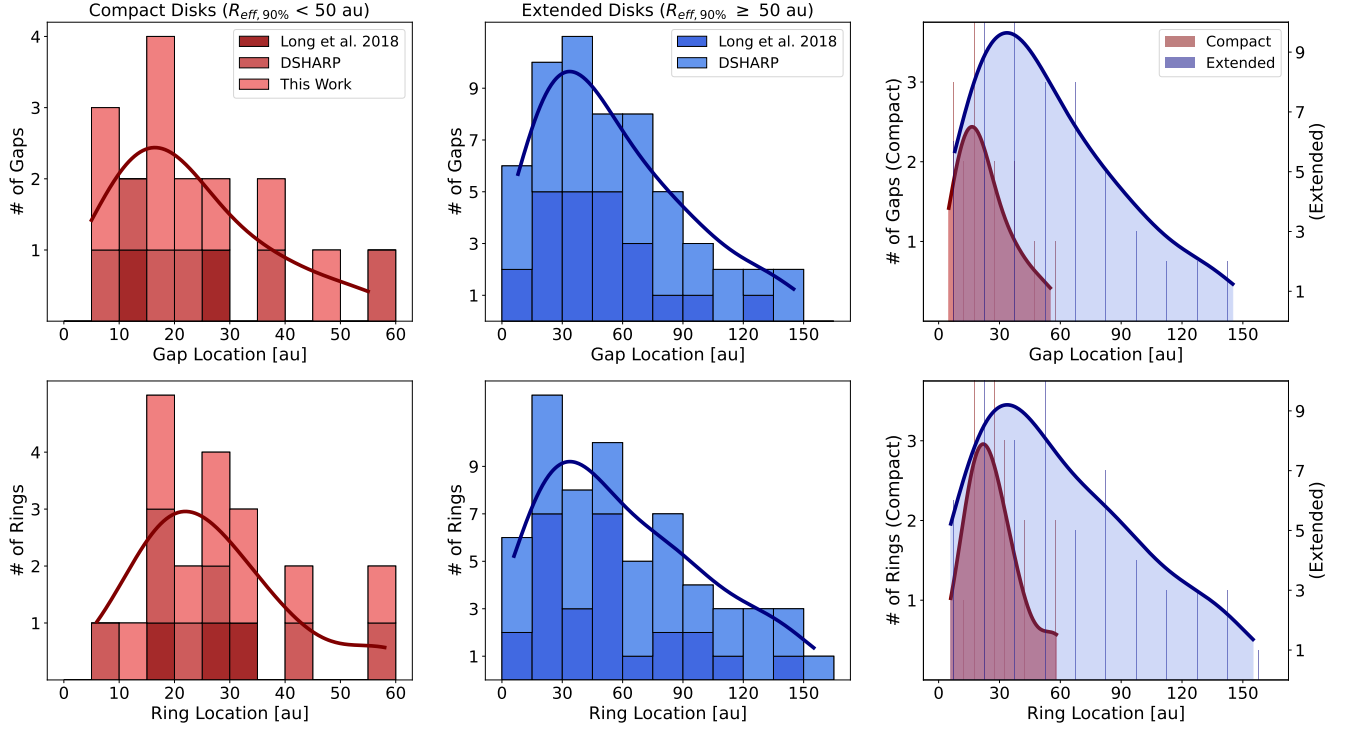 Compact Disks (R_eff,90% < 50 au)
Extended Disks (R_eff,90% ≥ 50 au)
# of Gaps
4
3
2
1
Long et al. 2018
DSHARP
This Work
0 10 20 30 40 50 60
Gap Location [au]
# of Gaps
9
7
5
3
1
Long et al. 2018
DSHARP
0 30 60 90 120 150
Gap Location [au]
# of Gaps (Compact)
3
2
1
Compact
Extended
9
7
5
3
1
(Extended)
0 30 60 90 120 150
Gap Location [au]
# of Rings
4
3
2
1
0 10 20 30 40 50 60
Ring Location [au]
# of Rings
9
7
5
3
1
0 30 60 90 120 150
Ring Location [au]
# of Rings (Compact)
3
2
1
9
7
5
3
1
(Extended)
0 30 60 90 120 150
Ring Location [au]